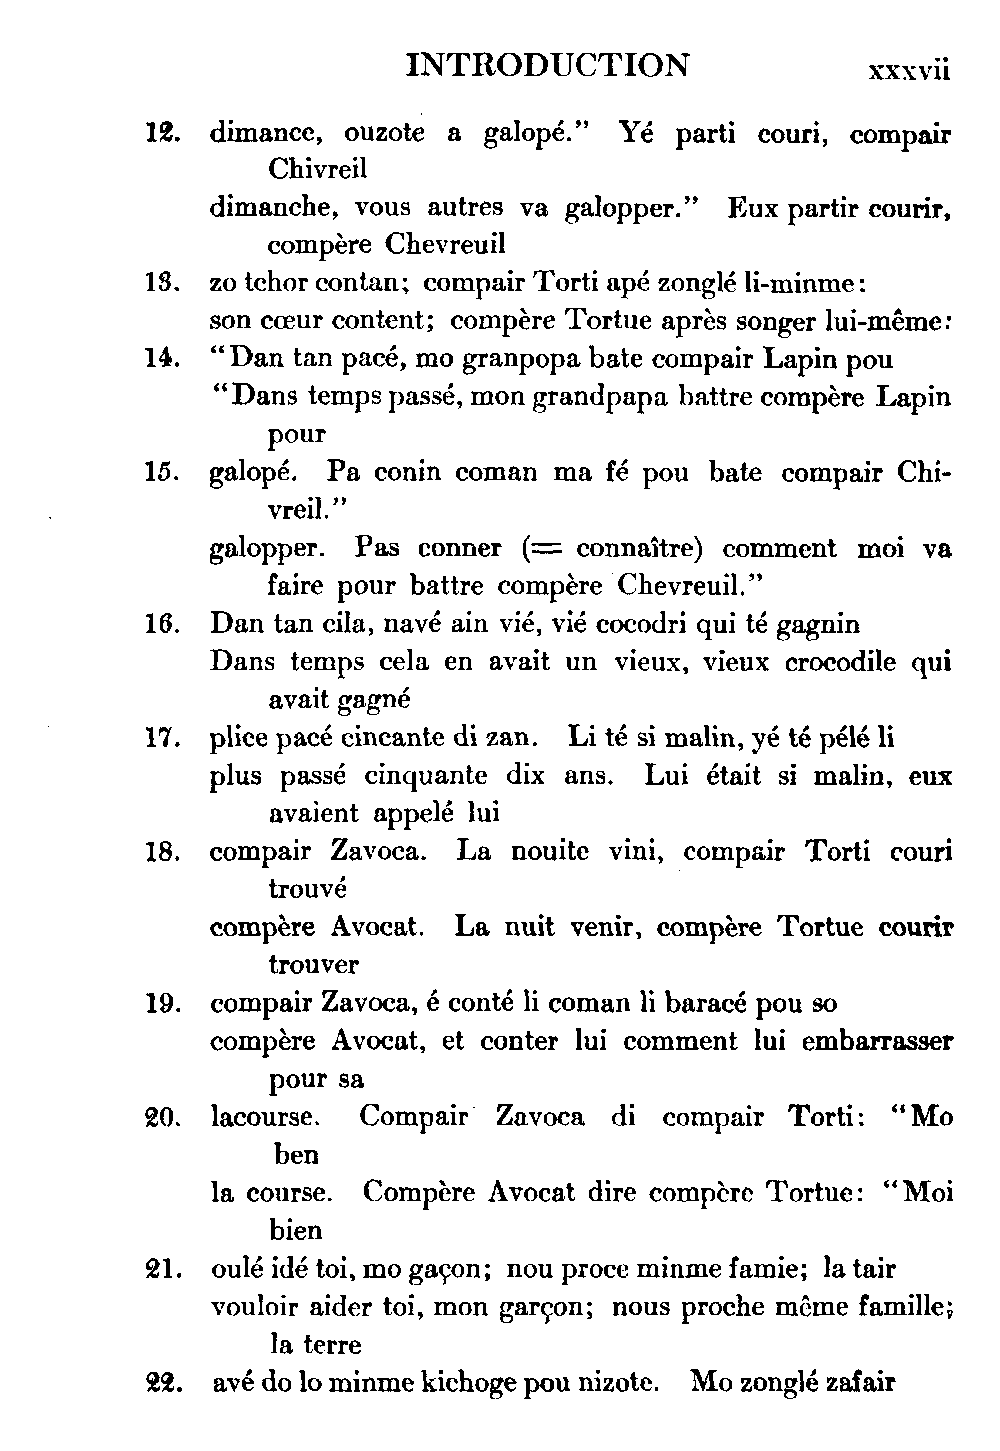 INTRODUCTION xxxvii
12. dimance, ouzote a galopé.” Yé parti couri, compair
Chivreil
dimanche, vous autres va galopper.” Eux partir courir,
compère Chevreuil
13. zo tchor contan; compair Torti apé zonglé li-minme:
son cœur content; compère Tortue après songer lui-même:
14. “Dan tan pacé, mo granpopa bate compair Lapin pou
“Dans temps passé, mon grandpapa battre compère Lapin
pour
15. galopé. Pa conin coman ma fé pou bate compair Chi-
vreil.”
galopper. Pas conner (= connaître) comment moi va
faire pour battre compère Chevreuil.”
16. Dan tan cila, navé ain vié, vié cocodri qui té gagnin
Dans temps cela en avait un vieux, vieux crocodile qui
avait gagné
17. plice pacé cincante di zan. Li té si malin, yé té pélé li
plus passé cinquante dix ans. Lui était si malin, eux
avaient appelé lui
18. compair Zavoca. La nouite vini, compair Torti couri
trouvé
compère Avocat. La nuit venir, compère Tortue courir
trouver
19. compair Zavoca, é conté li coman li baracé pou so
compère Avocat, et conter lui comment lui embarrasser
pour sa
20. lacourse. Compair Zavoca di compair Torti: “Mo
ben
la course. Compère Avocat dire compère Tortue: “Moi
bien
21. oulé idé toi, mo gaçon; nou proce minme famie; la tair
vouloir aider toi, mon garçon; nous proche même famille;
la terre
22. avé do lo minme kichoge pou nizote. Mo zonglé zafair